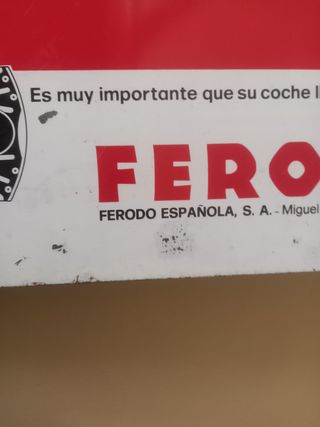 Es muy importante que su coche
FERO
FERODO ESPAÑOLA, S. A. - Miguel